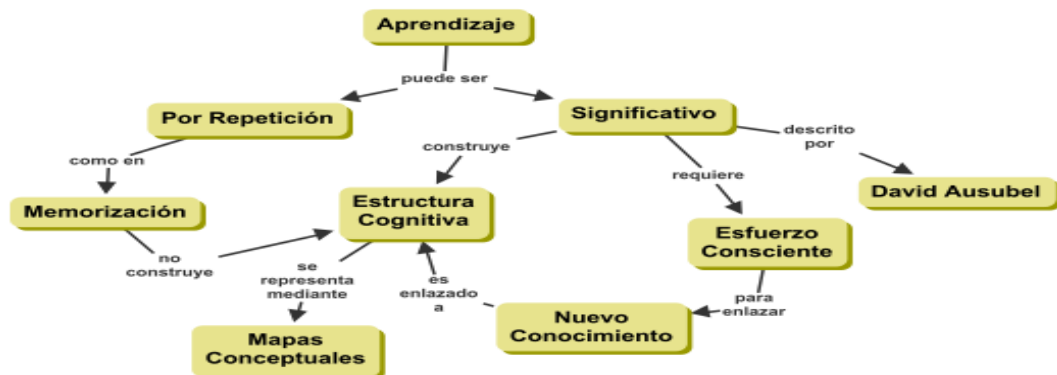 Aprendizaje
puede ser
Por Repetición
Significativo
como en
construye
requiere
descrito
por
Memorización
Estructura
Cognitiva
David Ausubel
Esfuerzo
Consciente
no
construye
se
representa
mediante
es
enlazado
a
para
enlazar
Nuevo
Conocimiento
Mapas
Conceptuales